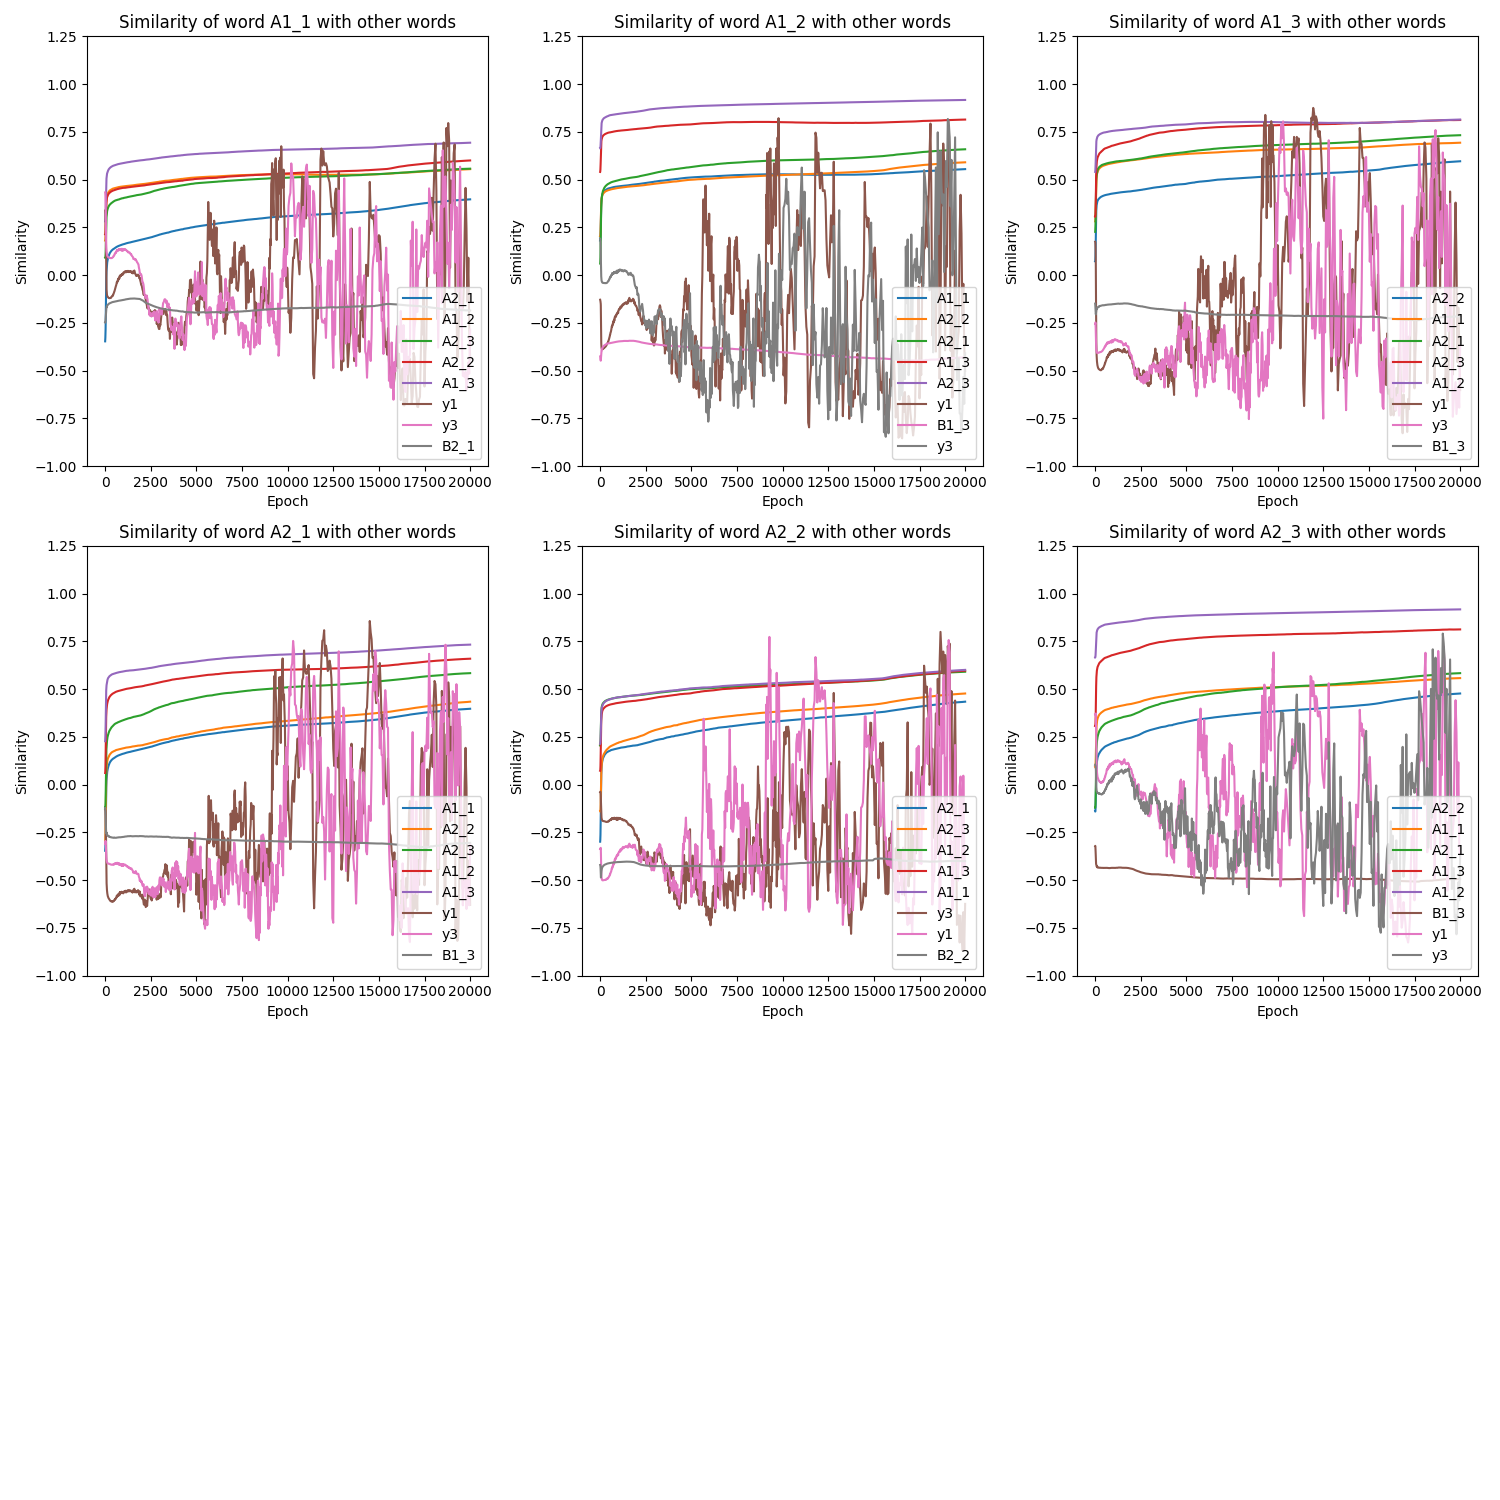 Similarity of word A1_1 with other words
Similarity
1.25
1.00
0.75
0.50
0.25
0.00
−0.25
−0.50
−0.75
−1.00
0 2500 5000 7500 10000 12500 15000 17500 20000
Epoch
A2_1
A1_2
A2_3
A2_2
A1_3
y1
y3
B2_1
Similarity of word A1_2 with other words
Similarity
1.25
1.00
0.75
0.50
0.25
0.00
−0.25
−0.50
−0.75
−1.00
0 2500 5000 7500 10000 12500 15000 17500 20000
Epoch
A1_1
A2_2
A2_1
A1_3
A2_3
y1
B1_3
y3
Similarity of word A1_3 with other words
Similarity
1.25
1.00
0.75
0.50
0.25
0.00
−0.25
−0.50
−0.75
−1.00
0 2500 5000 7500 10000 12500 15000 17500 20000
Epoch
A2_2
A1_1
A2_1
A2_3
A1_2
y1
y3
B1_3
Similarity of word A2_1 with other words
Similarity
1.25
1.00
0.75
0.50
0.25
0.00
−0.25
−0.50
−0.75
−1.00
0 2500 5000 7500 10000 12500 15000 17500 20000
Epoch
A1_1
A2_2
A2_3
A1_2
A1_3
y1
y3
B1_3
Similarity of word A2_2 with other words
Similarity
1.25
1.00
0.75
0.50
0.25
0.00
−0.25
−0.50
−0.75
−1.00
0 2500 5000 7500 10000 12500 15000 17500 20000
Epoch
A2_1
A2_3
A1_2
A1_3
A1_1
y3
y1
B2_2
Similarity of word A2_3 with other words
Similarity
1.25
1.00
0.75
0.50
0.25
0.00
−0.25
−0.50
−0.75
−1.00
0 2500 5000 7500 10000 12500 15000 17500 20000
Epoch
A2_2
A1_1
A2_1
A1_3
A1_2
B1_3
y1
y3